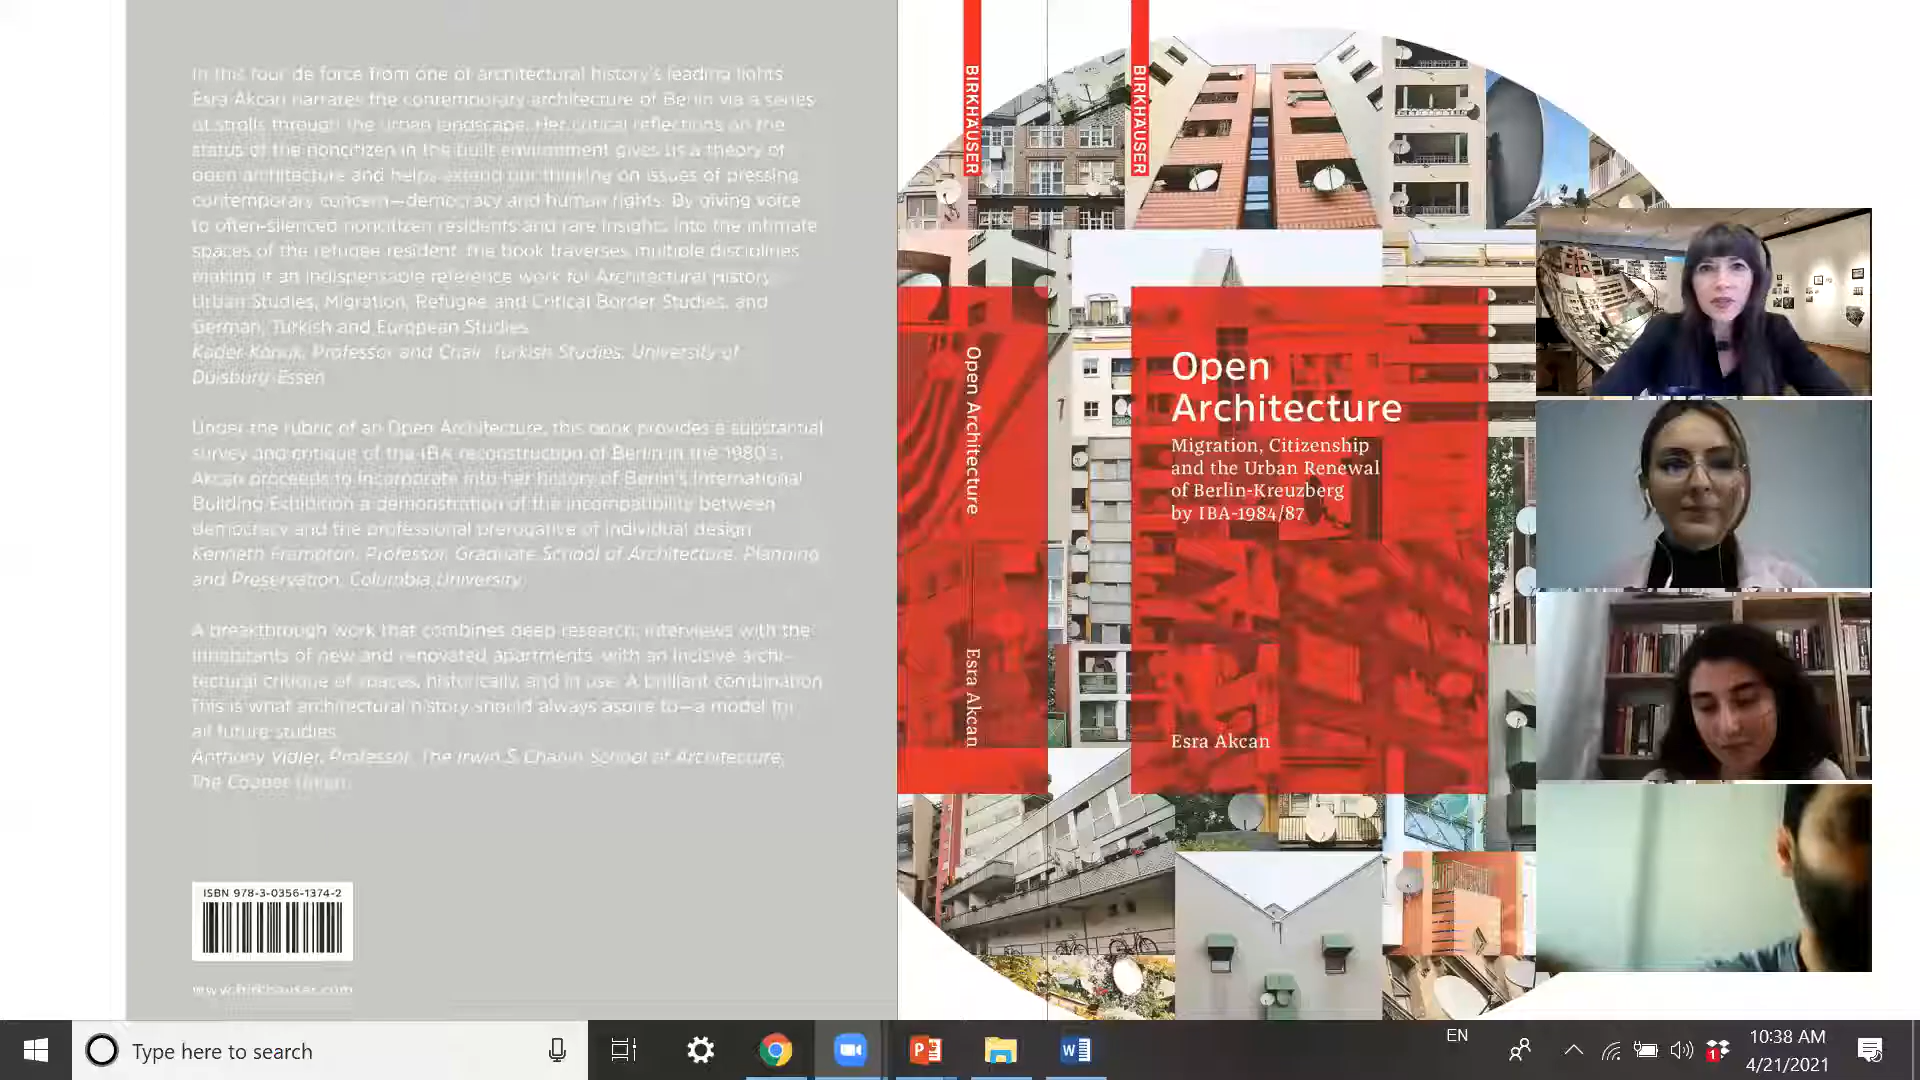 In this tour de force from one of architectural history's leading lights
Esra Akcan narrates the contemporary architecture of Berlin via a series
of strolls through the urban landscape. Her critical reflections on the
status of the noncitizen in the built environment gives us a theory of
open architecture and helps extend our thinking on issues of pressing
contemporary concern—democracy and human rights. By giving voice
to often-silenced noncitizen residents and rare insights into the intimate
spaces of the refugee resident, the book traverses multiple disciplines
making it an indispensable reference work for Architectural History,
Urban Studies, Migration, Refugee and Critical Border Studies, and
German, Turkish and European Studies.
Kader Konuk, Professor and Chair, Turkish Studies, University of
Duisburg-Essen
Under the rubric of an Open Architecture, this book provides a substantial
survey and critique of the IBA reconstruction of Berlin in the 1980's.
Akcan proceeds to incorporate into her history of Berlin's International
Building Exhibition a demonstration of the incompatibility between
democracy and the professional prerogative of individual design.
Kenneth Frampton, Professor, Graduate School of Architecture, Planning
and Preservation, Columbia University
A breakthrough work that combines deep research, interviews with the
inhabitants of new and renovated apartments, with an incisive archi-
tectural critique of spaces, historically, and in use. A brilliant combination.
This is what architectural history should always aspire to—a model for
all future studies.
Anthony Vidler, Professor, The Irwin S. Chanin School of Architecture,
The Cooper Union.
ISBN 978-3-0356-1374-2
www.birkhauser.com
BIRKHÄUSER
Open Architecture
Esra Akcan
BIRKHÄUSER
Open
Architecture
Migration, Citizenship
and the Urban Renewal
of Berlin-Kreuzberg
by IBA-1984/87
Esra Akcan
Type here to search
EN
1
10:38 AM
4/21/2021